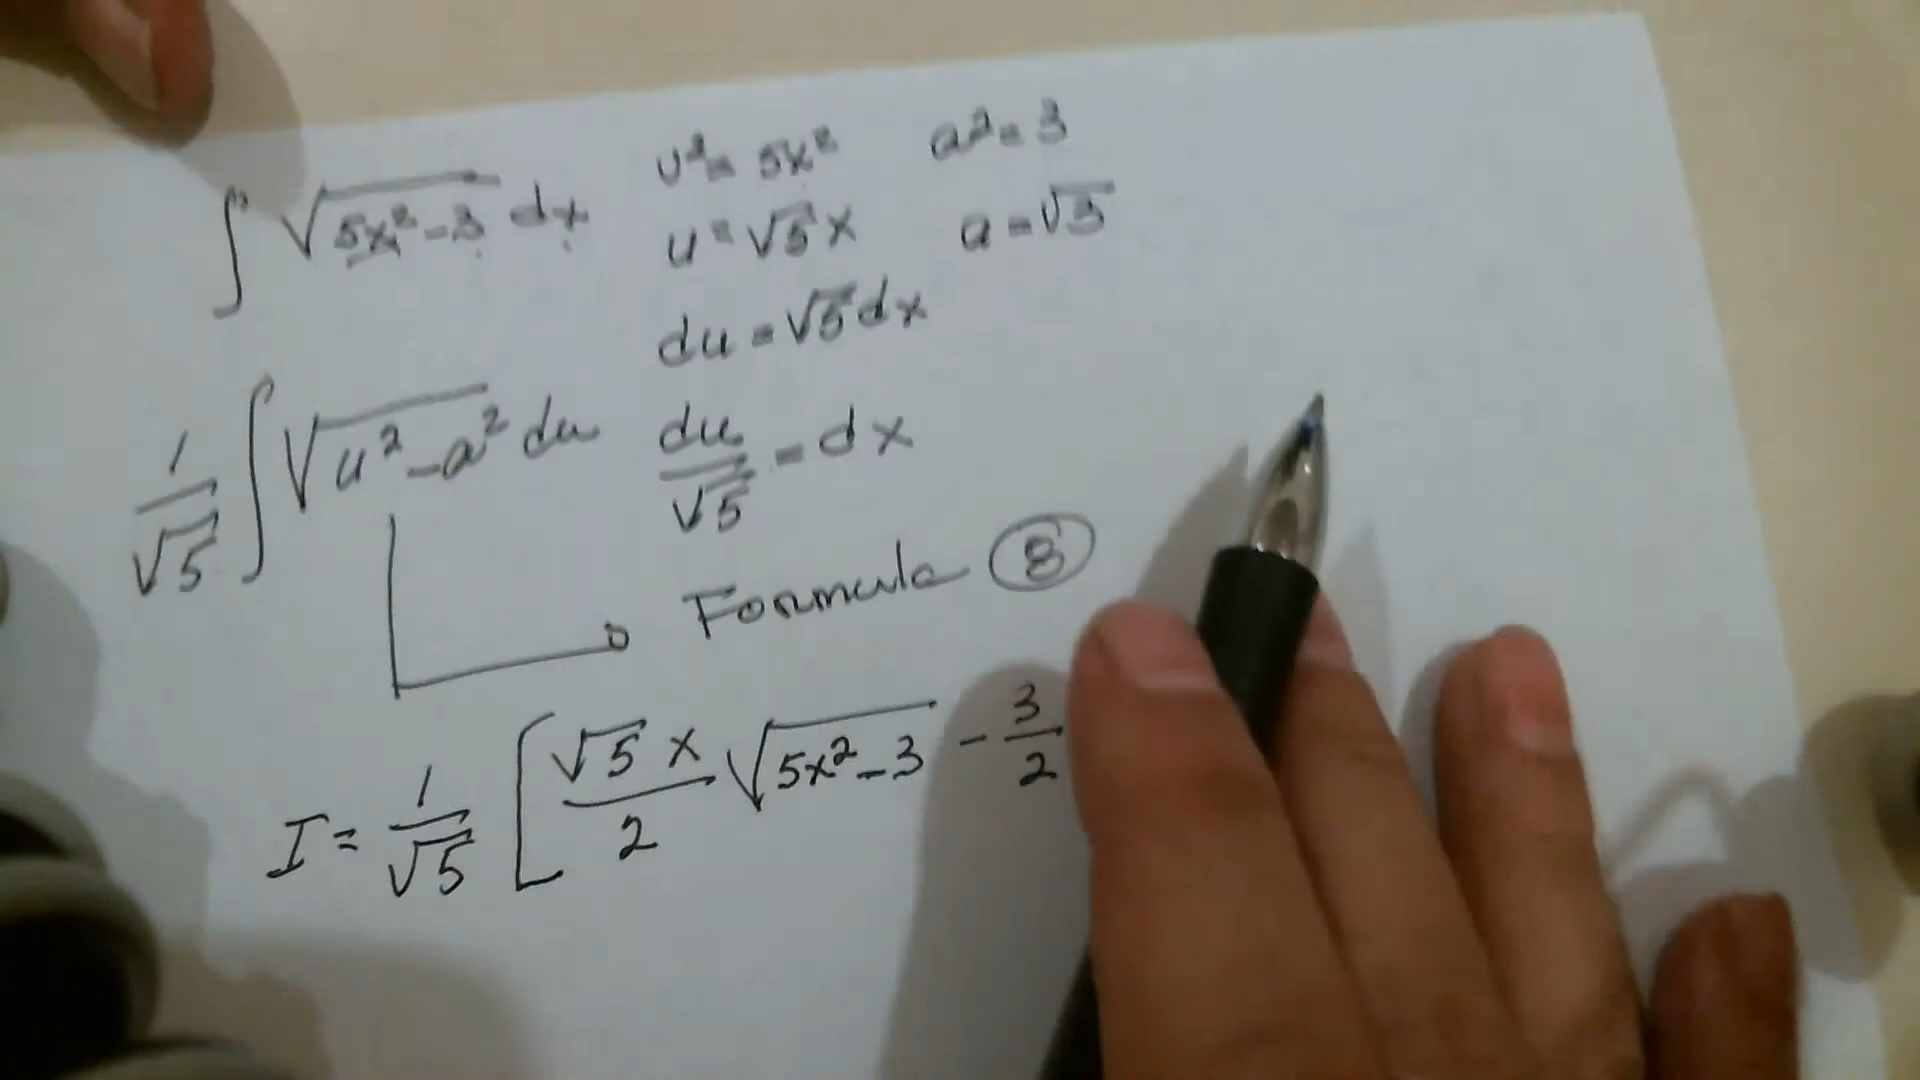 ∫ √(5x²-3) dx u² = 5x² a² = 3
u = √5 x a = √3
du = √5 dx
1/√5 ∫ √(u² - a²) du du/√5 = dx
Formula 8
I = 1/√5 [ √5 x/2 √(5x² - 3) - 3/2